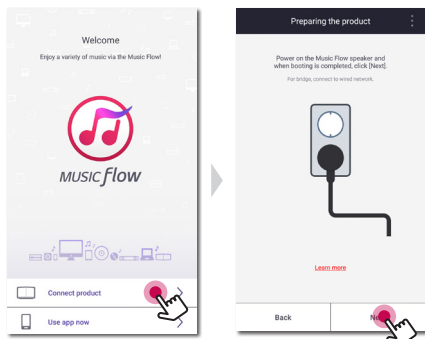 Welcome
Enjoy a variety of music via the Music Flow!
MUSIC flow
Connect product
Use app now
Preparing the product
Power on the Music Flow speaker and
when booting is completed, click [Next].
For bridge, connect to wired network.
Learn more
Back